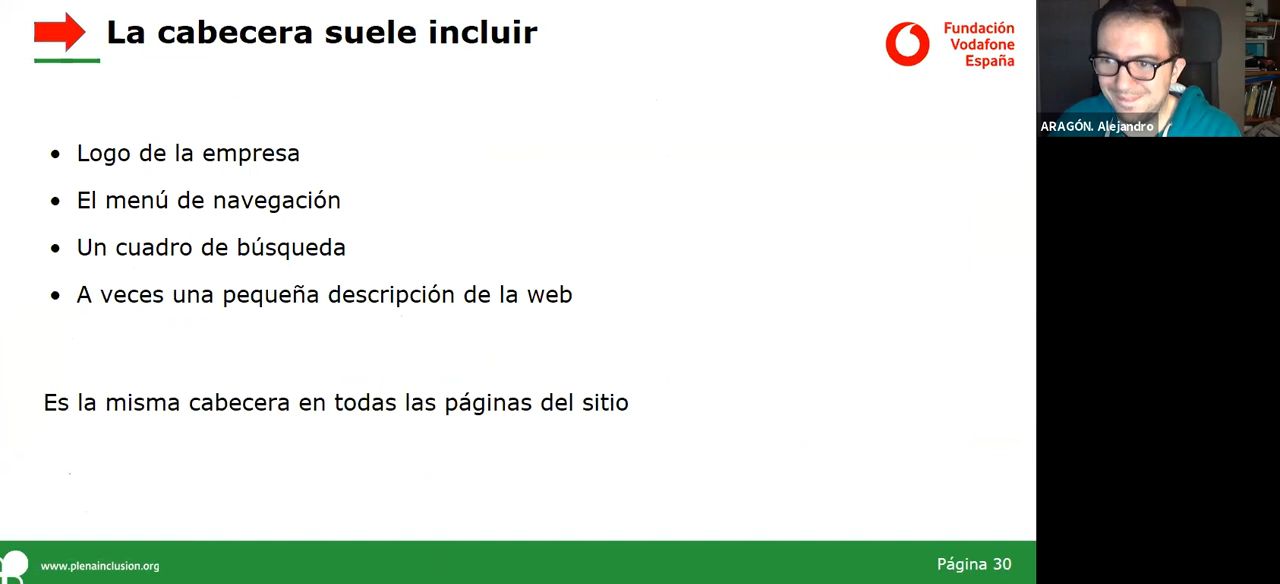 La cabecera suele incluir
Fundación
Vodafone
España
ARAGÓN. Alejandro
• Logo de la empresa
• El menú de navegación
• Un cuadro de búsqueda
• A veces una pequeña descripción de la web
Es la misma cabecera en todas las páginas del sitio
www.plenainclusion.org
Página 30